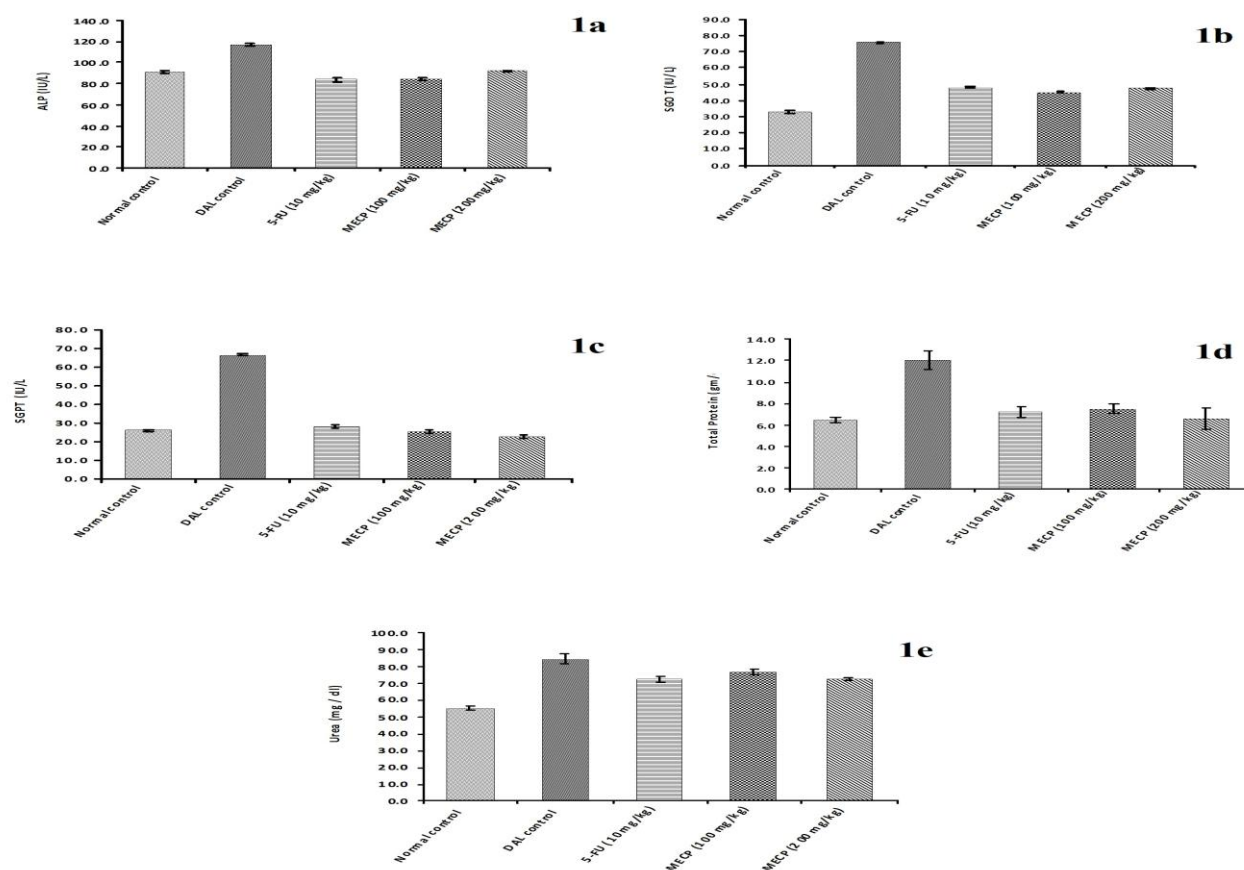 1a
140.0
120.0
100.0
80.0
60.0
40.0
20.0
0.0
ALP (IU/L)
Normal control
DAL control
5-FU (10 mg/kg)
MECP (100 mg/kg)
MECP (200 mg/kg)
1b
90.0
80.0
70.0
60.0
50.0
40.0
30.0
20.0
10.0
0.0
SGOT (IU/L)
Normal control
DAL control
5-FU (10 mg/kg)
MECP (100 mg/kg)
MECP (200 mg/kg)
1c
80.0
70.0
60.0
50.0
40.0
30.0
20.0
10.0
0.0
SGPT (IU/L
Normal control
DAL control
5-FU (10 mg/kg)
MECP (100 mg/kg)
MECP (200 mg/kg)
1d
14.0
12.0
10.0
8.0
6.0
4.0
2.0
0.0
Total Protein (gm/
Normal control
DAL control
5-FU (10 mg/kg)
MECP (100 mg/kg)
MECP (200 mg/kg)
1e
100.0
90.0
80.0
70.0
60.0
50.0
40.0
30.0
20.0
10.0
0.0
Urea (mg / dl)
Normal control
DAL control
5-FU (10 mg/kg)
MECP (100 mg/kg)
MECP (200 mg/kg)